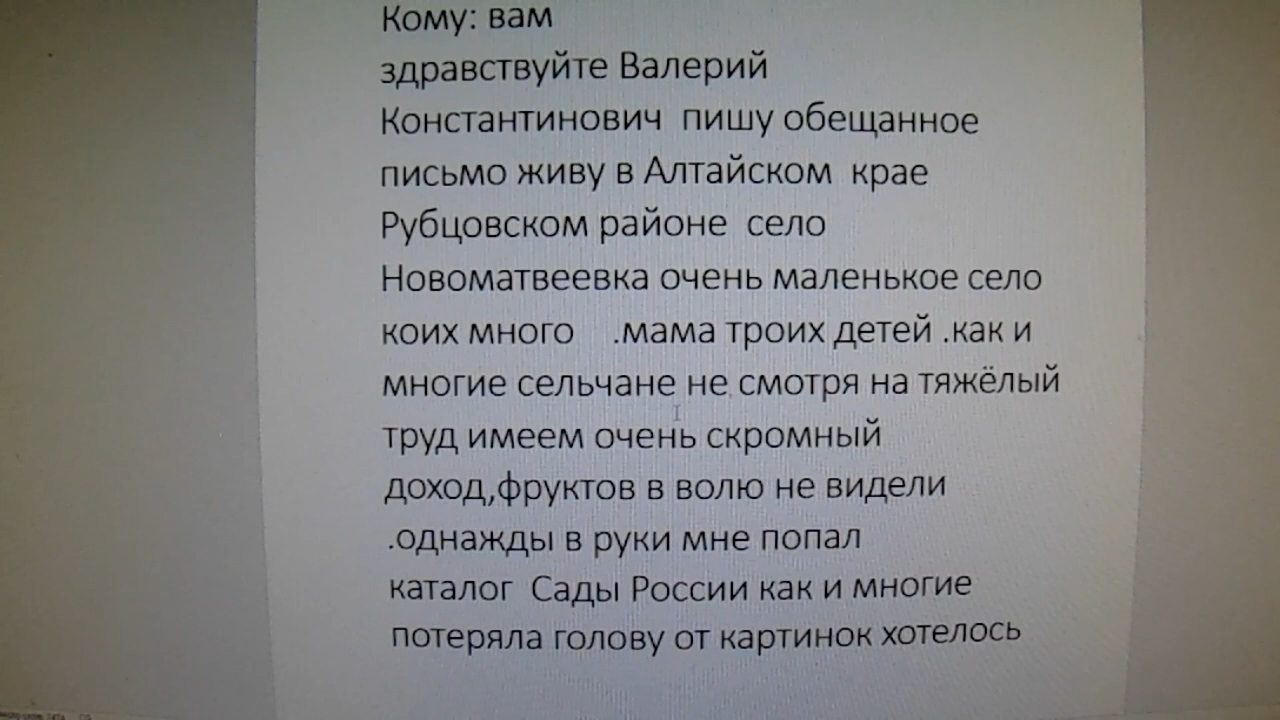 Кому: вам
здравствуйте Валерий
Константинович пишу обещанное
письмо живу в Алтайском крае
Рубцовском районе село
Новоматвеевка очень маленькое село
коих много .мама троих детей .как и
многие сельчане не смотря на тяжёлый
труд имеем очень скромный
доход,фруктов в волю не видели
.однажды в руки мне попал
каталог Сады России как и многие
потеряла голову от картинок хотелось